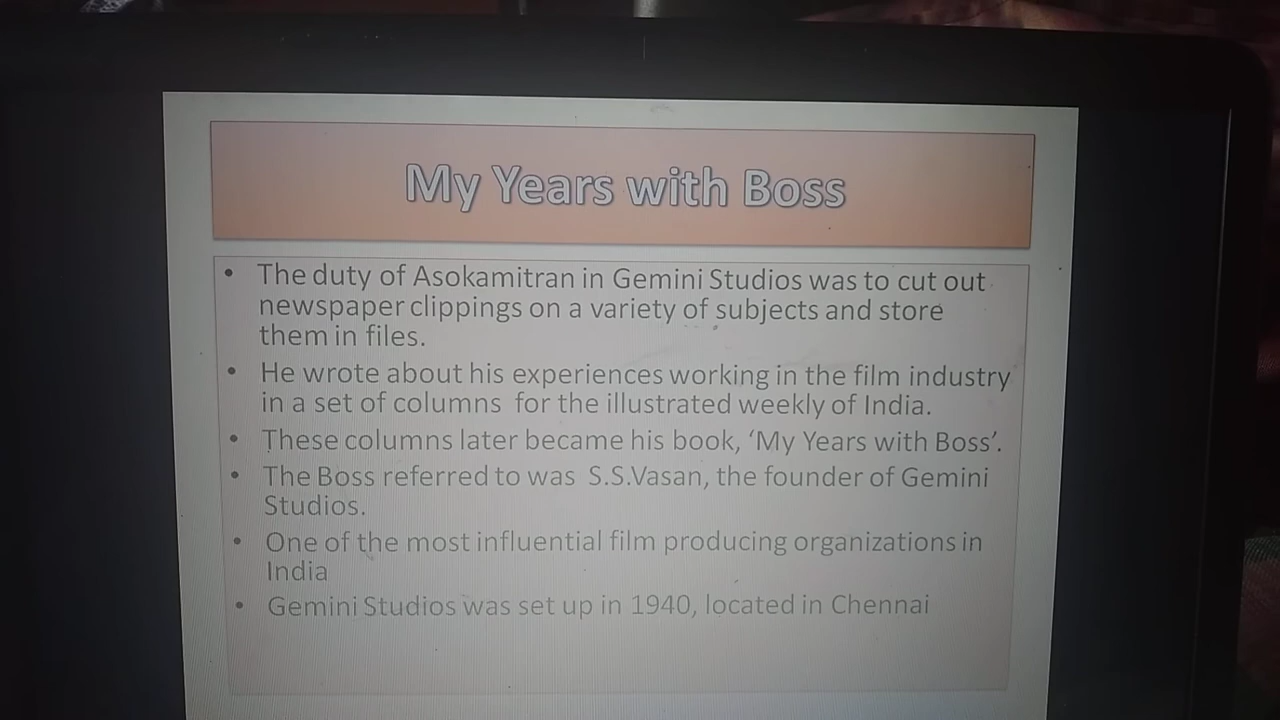 My Years with Boss
• The duty of Asokamitran in Gemini Studios was to cut out
newspaper clippings on a variety of subjects and store
them in files.
• He wrote about his experiences working in the film industry
in a set of columns for the illustrated weekly of India.
• These columns later became his book, ‘My Years with Boss’.
• The Boss referred to was S.S.Vasan, the founder of Gemini
Studios.
• One of the most influential film producing organizations in
India
• Gemini Studios was set up in 1940, located in Chennai